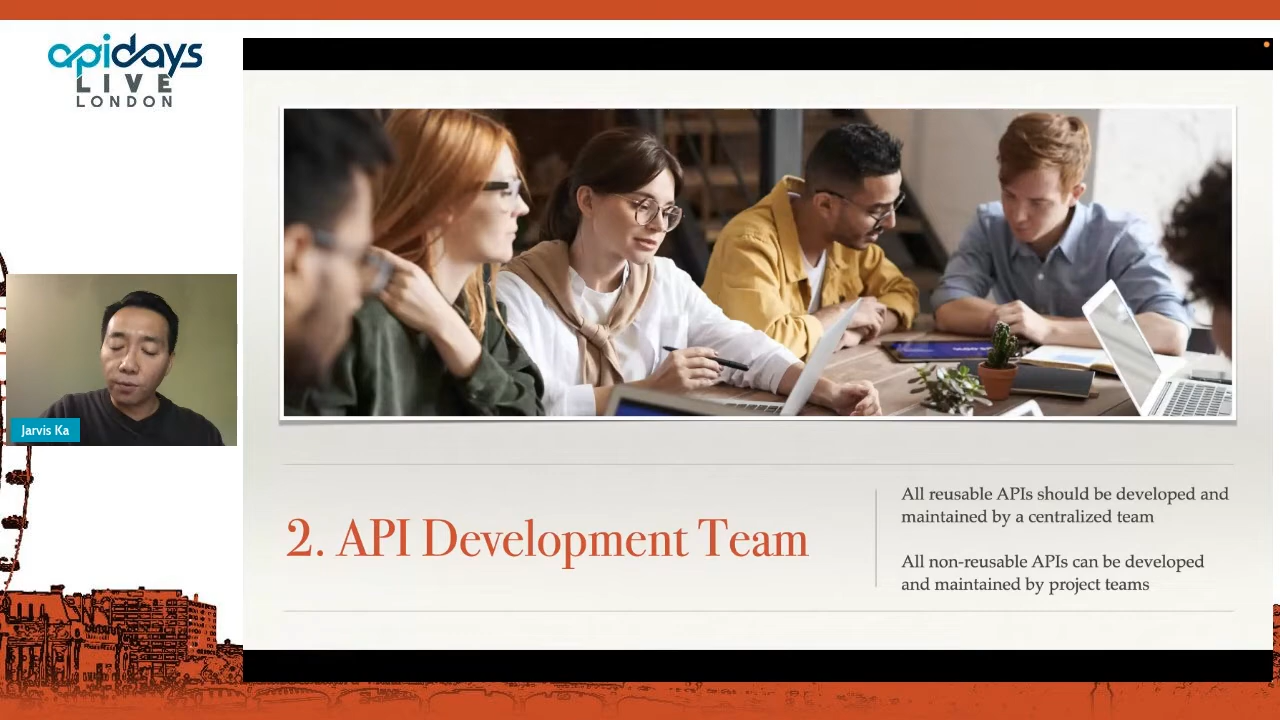 apidays
LIVE
LONDON
Jarvis Ka
2. API Development Team
All reusable APIs should be developed and
maintained by a centralized team
All non-reusable APIs can be developed
and maintained by project teams